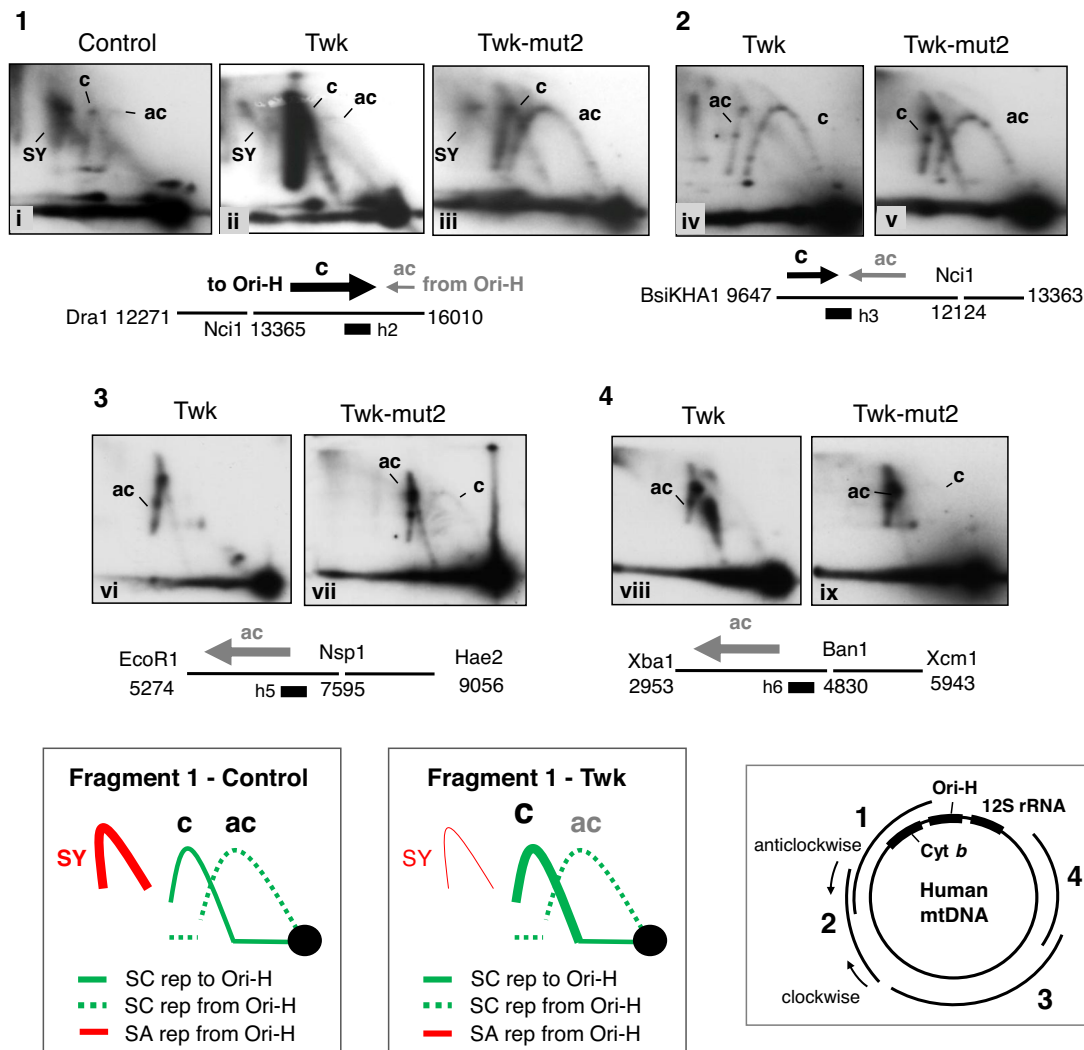 1
Control
Twk
Twk-mut2
c
ac
SY
i
c
ac
SY
ii
c
ac
SY
iii
to Ori-H
c
ac
from Ori-H
Dra1 12271
Nci1 13365
16010
h2
2
Twk
Twk-mut2
ac
c
iv
c
ac
v
c
ac
Nci1
BsiKHA1 9647
12124
13363
h3
3
Twk
Twk-mut2
ac
vi
ac
c
vii
ac
EcoR1
Nsp1
Hae2
5274
h5
7595
9056
4
Twk
Twk-mut2
ac
viii
ac
c
ix
ac
Xba1
Ban1
Xcm1
2953
h6
4830
5943
Fragment 1 - Control
c
ac
SY
SC rep to Ori-H
SC rep from Ori-H
SA rep from Ori-H
Fragment 1 - Twk
c
ac
SY
SC rep to Ori-H
SC rep from Ori-H
SA rep from Ori-H
Ori-H
12S rRNA
1
anticlockwise
Cyt b
4
Human
mtDNA
2
clockwise
3